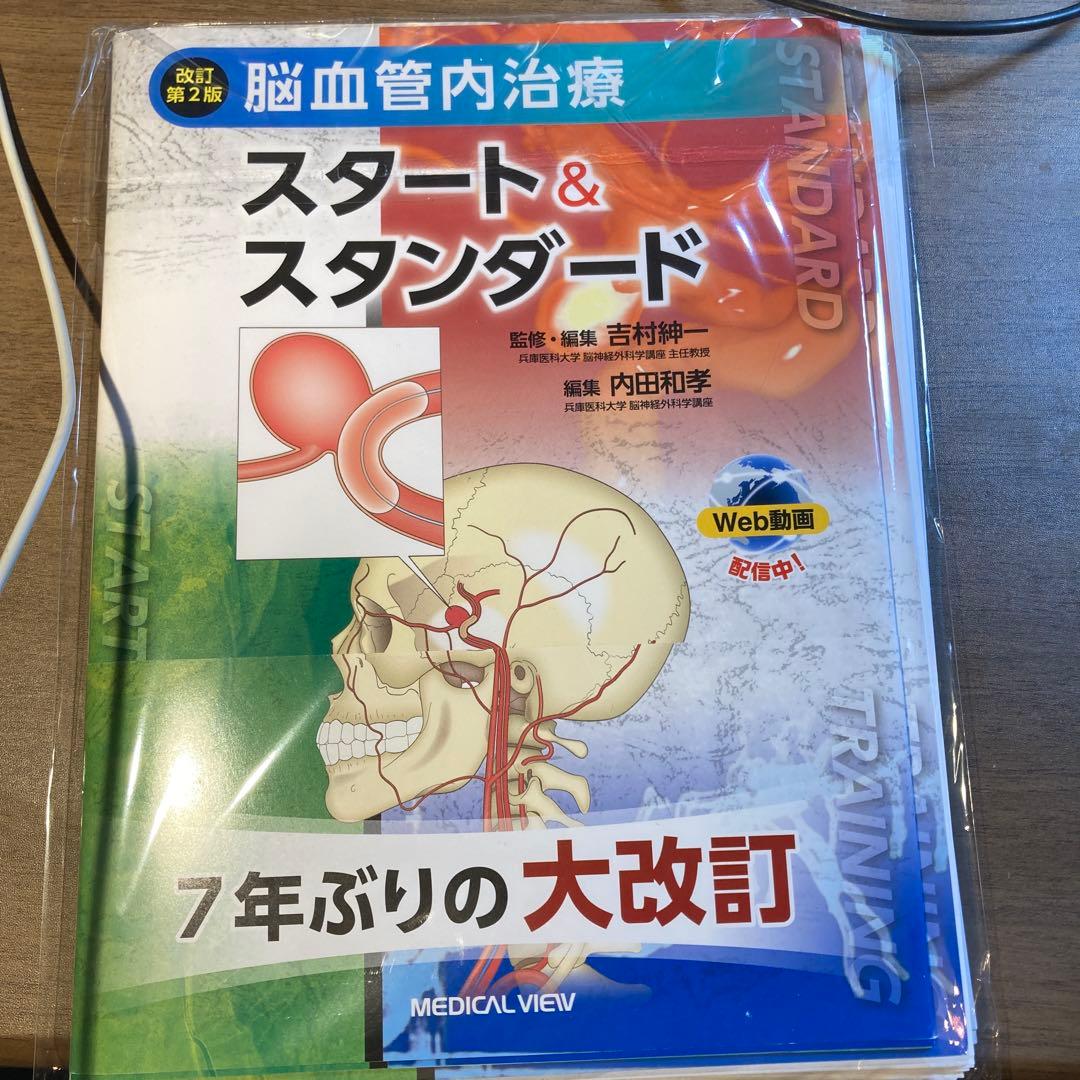 改訂
第2版
脳血管内治療
スタート&
スタンダード
監修・編集 吉村紳一
兵庫医科大学 脳神経外科学講座 主任教授
編集 内田和孝
兵庫医科大学 脳神経外科学講座
Web動画
配信中!
STANDARD
START
TRAINING
7年ぶりの大改訂
MEDICAL VIEW